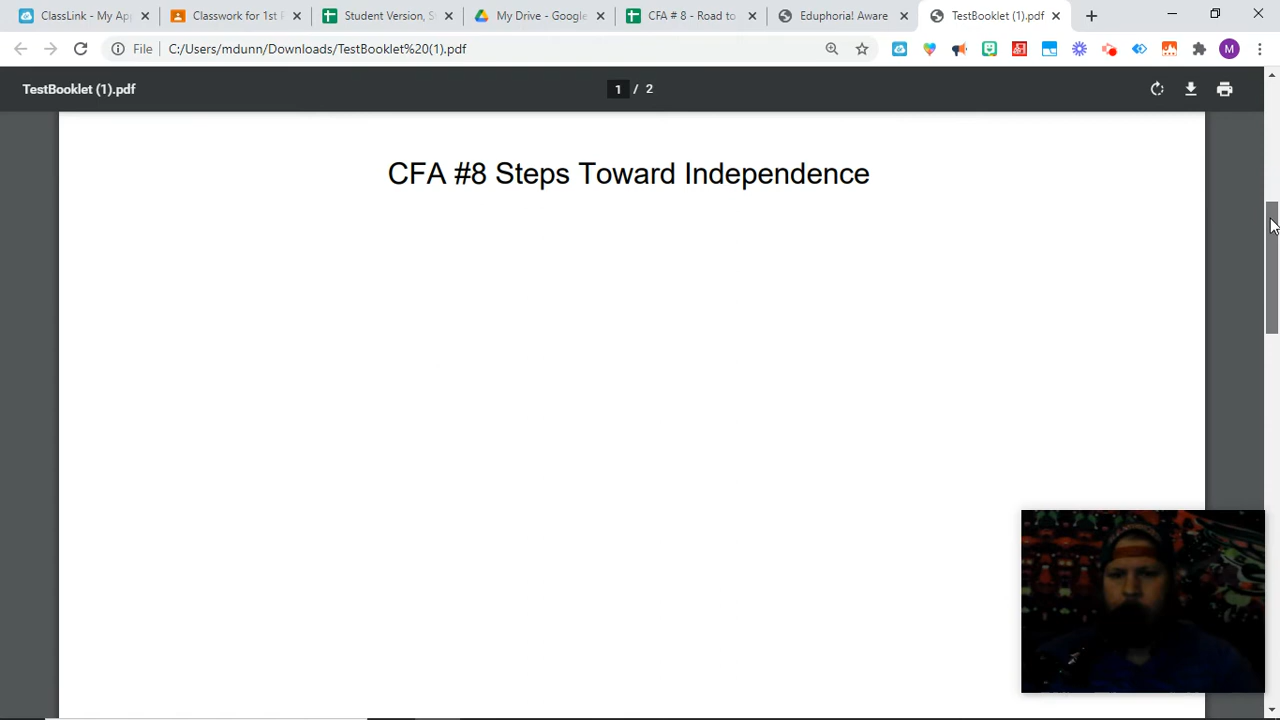 ClassLink - My Ap
Classwork for 1st
Student Version, S
My Drive - Google
CFA # 8 - Road to
Eduphoria! Aware
TestBooklet (1).pdf
File
C:/Users/mdunn/Downloads/TestBooklet%20(1).pdf
M
TestBooklet (1).pdf
1 / 2
CFA #8 Steps Toward Independence